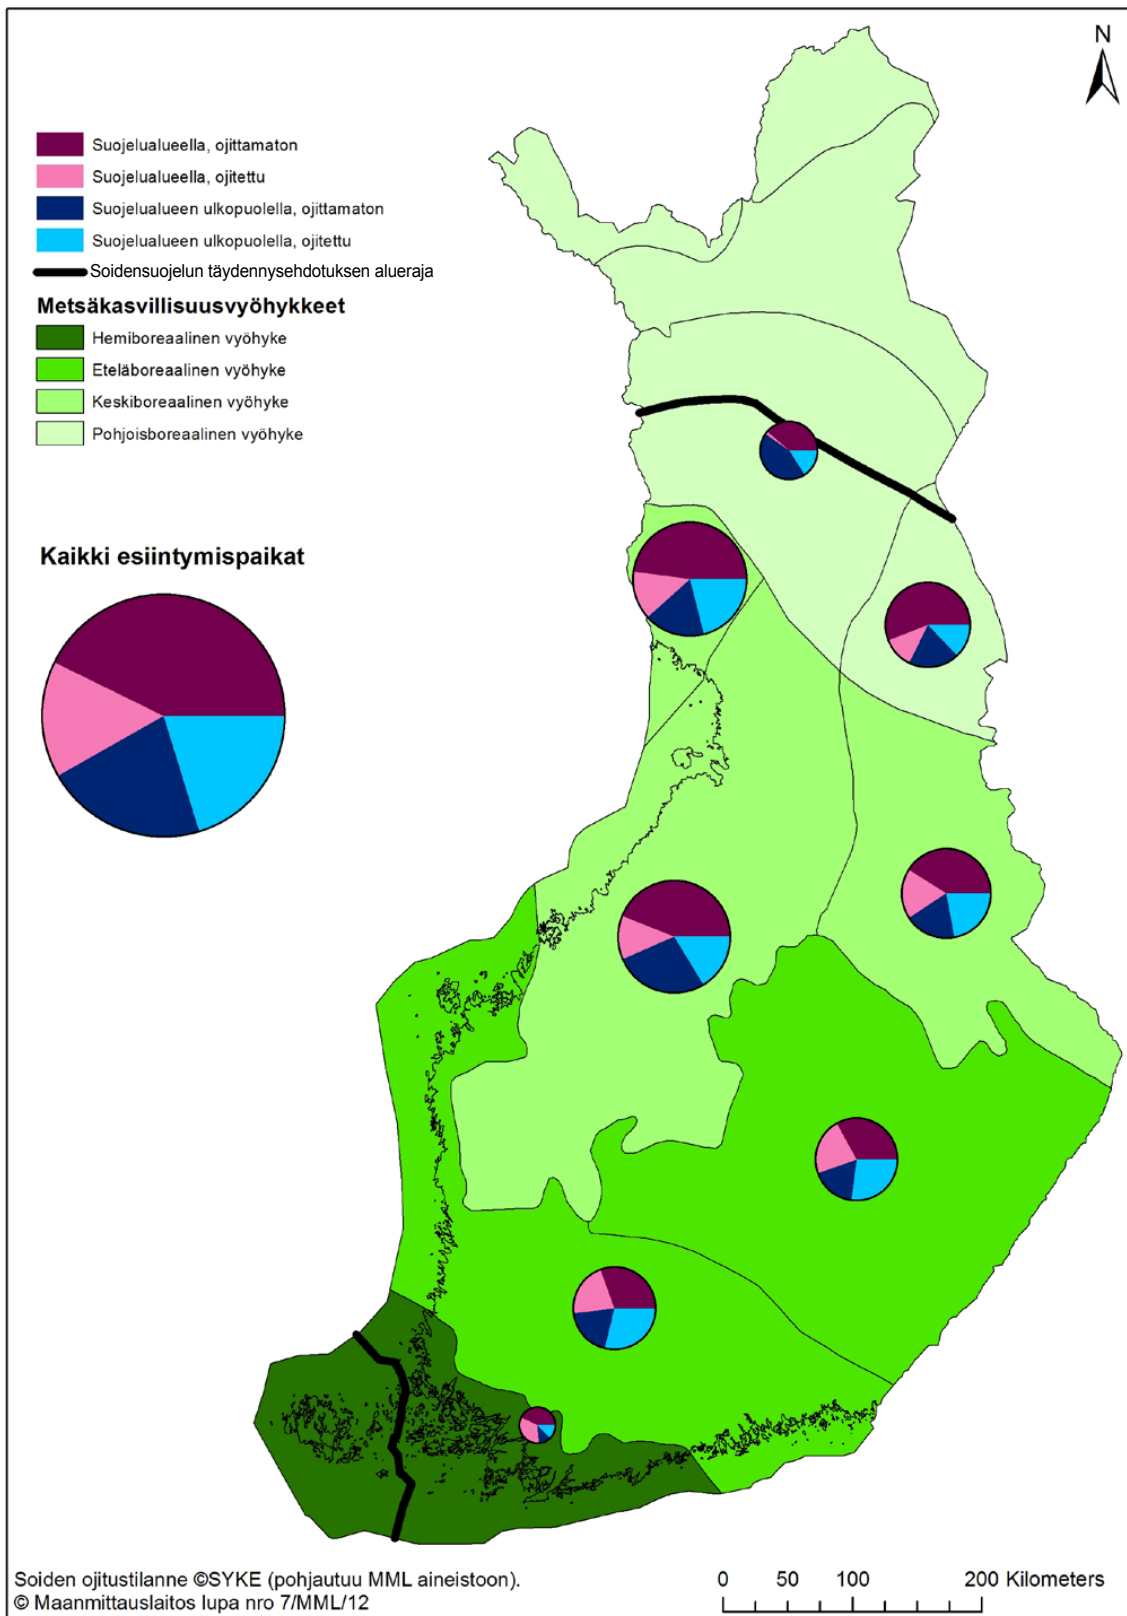 N
Suojelualueella, ojittamaton
Suojelualueella, ojitettu
Suojelualueen ulkopuolella, ojittamaton
Suojelualueen ulkopuolella, ojitettu
Soidensuojelun täydennysehdotuksen alueraja
Metsäkasvillisuusvyöhykkeet
Hemiboreaalinen vyöhyke
Eteläboreaalinen vyöhyke
Keskiboreaalinen vyöhyke
Pohjoisboreaalinen vyöhyke
Kaikki esiintymispaikat
Soiden ojitustilanne ©SYKE (pohjautuu MML aineistoon).
© Maanmittauslaitos lupa nro 7/MML/12
0 50 100 200 Kilometers